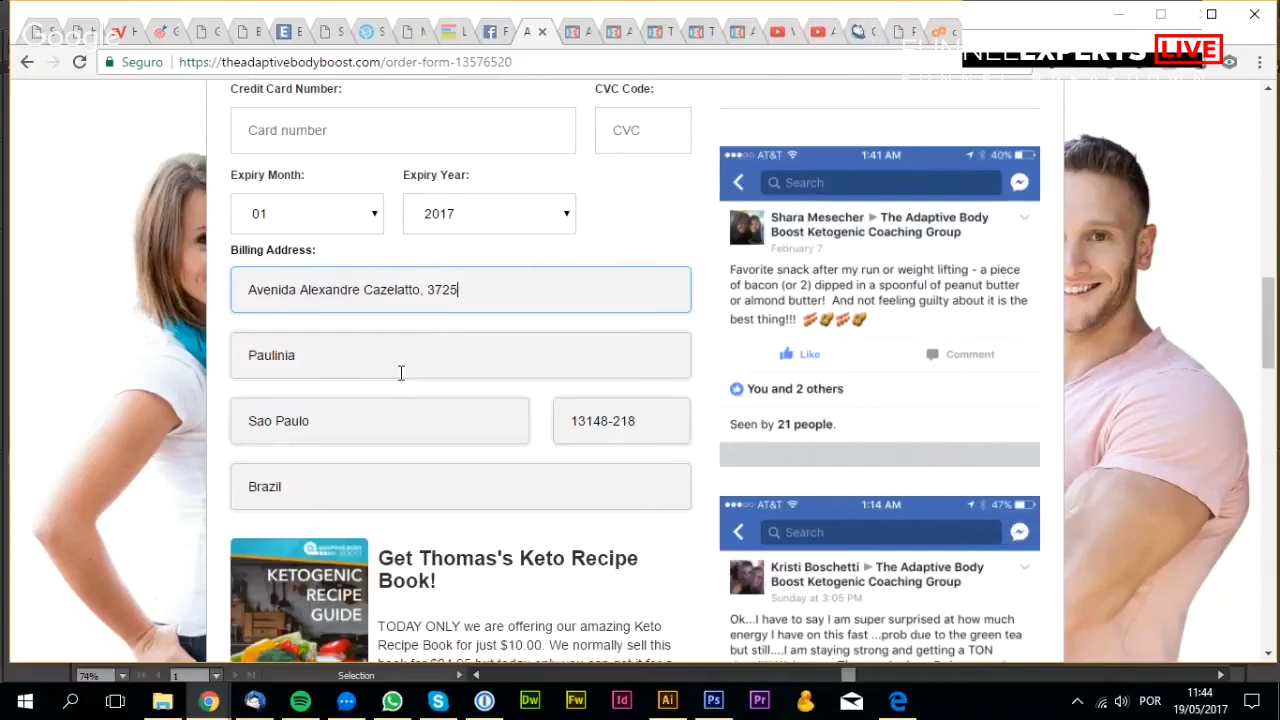 Google
EXPERTS LIVE
Seguro https://theadaptivebodyboost.com/order-form-
Credit Card Number:
CVC Code:
Card number
CVC
Expiry Month:
Expiry Year:
01
2017
Billing Address:
Avenida Alexandre Cazelatto, 3725
Paulinia
Sao Paulo
13148-218
Brazil
KETOGENIC
RECIPE
GUIDE
Get Thomas's Keto Recipe
Book!
TODAY ONLY we are offering our amazing Keto
Recipe Book for just $10.00. We normally sell this
AT&T 1:41 AM 40%
Search
Shara Mesecher ▶ The Adaptive Body
Boost Ketogenic Coaching Group
February 7
Favorite snack after my run or weight lifting - a piece
of bacon (or 2) dipped in a spoonful of peanut butter
or almond butter! And not feeling guilty about it is the
best thing!!!
Like Comment
You and 2 others
Seen by 21 people.
AT&T 1:14 AM 47%
Search
Kristi Boschetti ▶ The Adaptive Body
Boost Ketogenic Coaching Group
Sunday at 3:05 PM
Ok...I have to say I am super surprised at how much
energy I have on this fast ...prob due to the green tea
but still....I am staying strong and getting a TON
74% 1 Selection
Dw Fw Id Ai Ps Pr
POR
11:44
19/05/2017